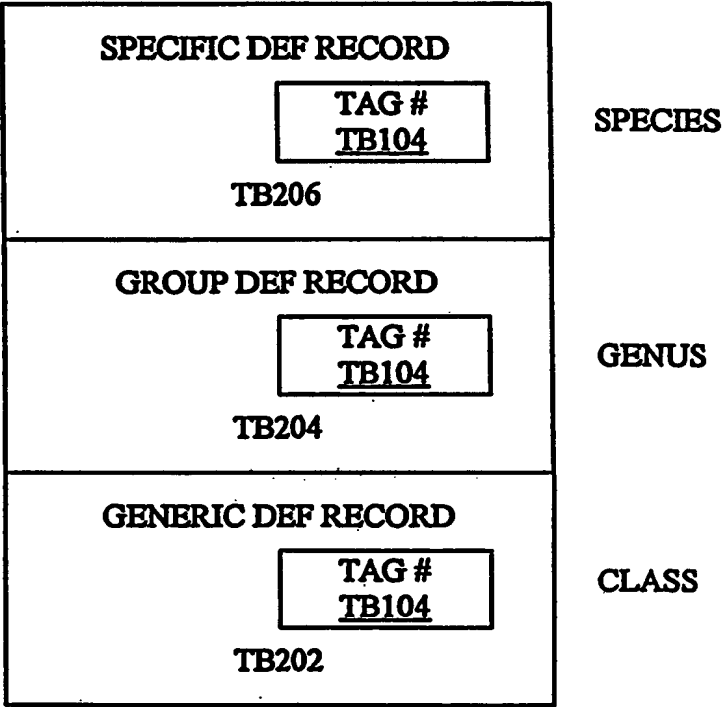 SPECIFIC DEF RECORD
TAG #
TB104
TB206
SPECIES
GROUP DEF RECORD
TAG #
TB104
TB204
GENUS
GENERIC DEF RECORD
TAG #
TB104
TB202
CLASS